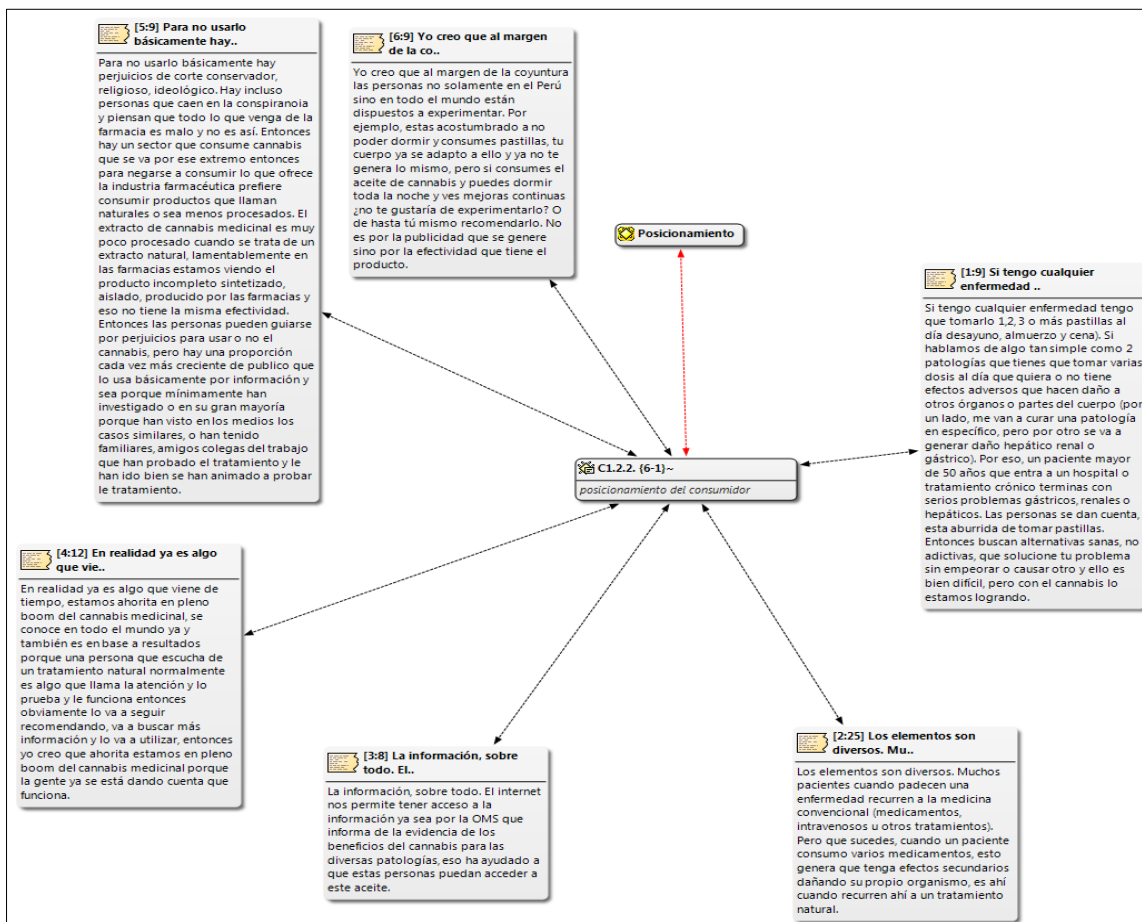 [5:9] Para no usarlo
básicamente hay..
Para no usarlo básicamente hay
perjuicios de corte conservador,
religioso, ideológico. Hay incluso
personas que caen en la conspiranoia
y piensan que todo lo que venga de la
farmacia es malo y no es así. Entonces
hay un sector que consume cannabis
que se va por ese extremo entonces
para negarse a consumir lo que ofrece
la industria farmacéutica prefiere
consumir productos que llaman
naturales o sea menos procesados. El
extracto de cannabis medicinal es muy
poco procesado cuando se trata de un
extracto natural, lamentablemente en
las farmacias estamos viendo el
producto incompleto sintetizado,
aislado, producido por las farmacias y
eso no tiene la misma efectividad.
Entonces las personas pueden guiarse
por perjuicios para usar o no el
cannabis, pero hay una proporción
cada vez más creciente de publico que
lo usa básicamente por información y
sea porque mínimamente han
investigado o en su gran mayoría
porque han visto en los medios los
casos similares, o han tenido
familiares, amigos colegas del trabajo
que han probado el tratamiento y le
han ido bien se han animado a probar
le tratamiento.
[6:9] Yo creo que al margen
de la co..
Yo creo que al margen de la coyuntura
las personas no solamente en el Perú
sino en todo el mundo están
dispuestos a experimentar. Por
ejemplo, estas acostumbrado a no
poder dormir y consumes pastillas, tu
cuerpo ya se adapto a ello y ya no te
genera lo mismo, pero si consumes el
aceite de cannabis y puedes dormir
toda la noche y ves mejoras continuas
¿no te gustaría de experimentarlo? O
de hasta tú mismo recomendarlo. No
es por la publicidad que se genere
sino por la efectividad que tiene el
producto.
Posicionamiento
[1:9] Si tengo cualquier
enfermedad ..
Si tengo cualquier enfermedad tengo
que tomarlo 1,2,3 o más pastillas al
día desayuno, almuerzo y cena). Si
hablamos de algo tan simple como 2
patologías que tienes que tomar varias
dosis al día que quiera o no tiene
efectos adversos que hacen daño a
otros órganos o partes del cuerpo (por
un lado, me van a curar una patología
en específico, pero por otro se va a
generar daño hepático renal o
gástrico). Por eso, un paciente mayor
de 50 años que entra a un hospital o
tratamiento crónico terminas con
serios problemas gástricos, renales o
hepáticos. Las personas se dan cuenta,
esta aburrida de tomar pastillas.
Entonces buscan alternativas sanas, no
adictivas, que solucione tu problema
sin empeorar o causar otro y ello es
bien difícil, pero con el cannabis lo
estamos logrando.
C1.2.2. {6-1}~
posicionamiento del consumidor
[4:12] En realidad ya es algo
que vie..
En realidad ya es algo que viene de
tiempo, estamos ahorita en pleno
boom del cannabis medicinal, se
conoce en todo el mundo ya y
también es en base a resultados
porque una persona que escucha de
un tratamiento natural normalmente
es algo que llama la atención y lo
prueba y le funciona entonces
obviamente lo va a seguir
recomendando, va a buscar más
información y lo va a utilizar, entonces
yo creo que ahorita estamos en pleno
boom del cannabis medicinal porque
la gente ya se está dando cuenta que
funciona.
[3:8] La información, sobre
todo. El..
La información, sobre todo. El internet
nos permite tener acceso a la
información ya sea por la OMS que
informa de la evidencia de los
beneficios del cannabis para las
diversas patologías, eso ha ayudado a
que estas personas puedan acceder a
este aceite.
[2:25] Los elementos son
diversos. Mu..
Los elementos son diversos. Muchos
pacientes cuando padecen una
enfermedad recurren a la medicina
convencional (medicamentos,
intravenosos u otros tratamientos).
Pero que sucedes, cuando un paciente
consumo varios medicamentos, esto
genera que tenga efectos secundarios
dañando su propio organismo, es ahí
cuando recurren ahí a un tratamiento
natural.